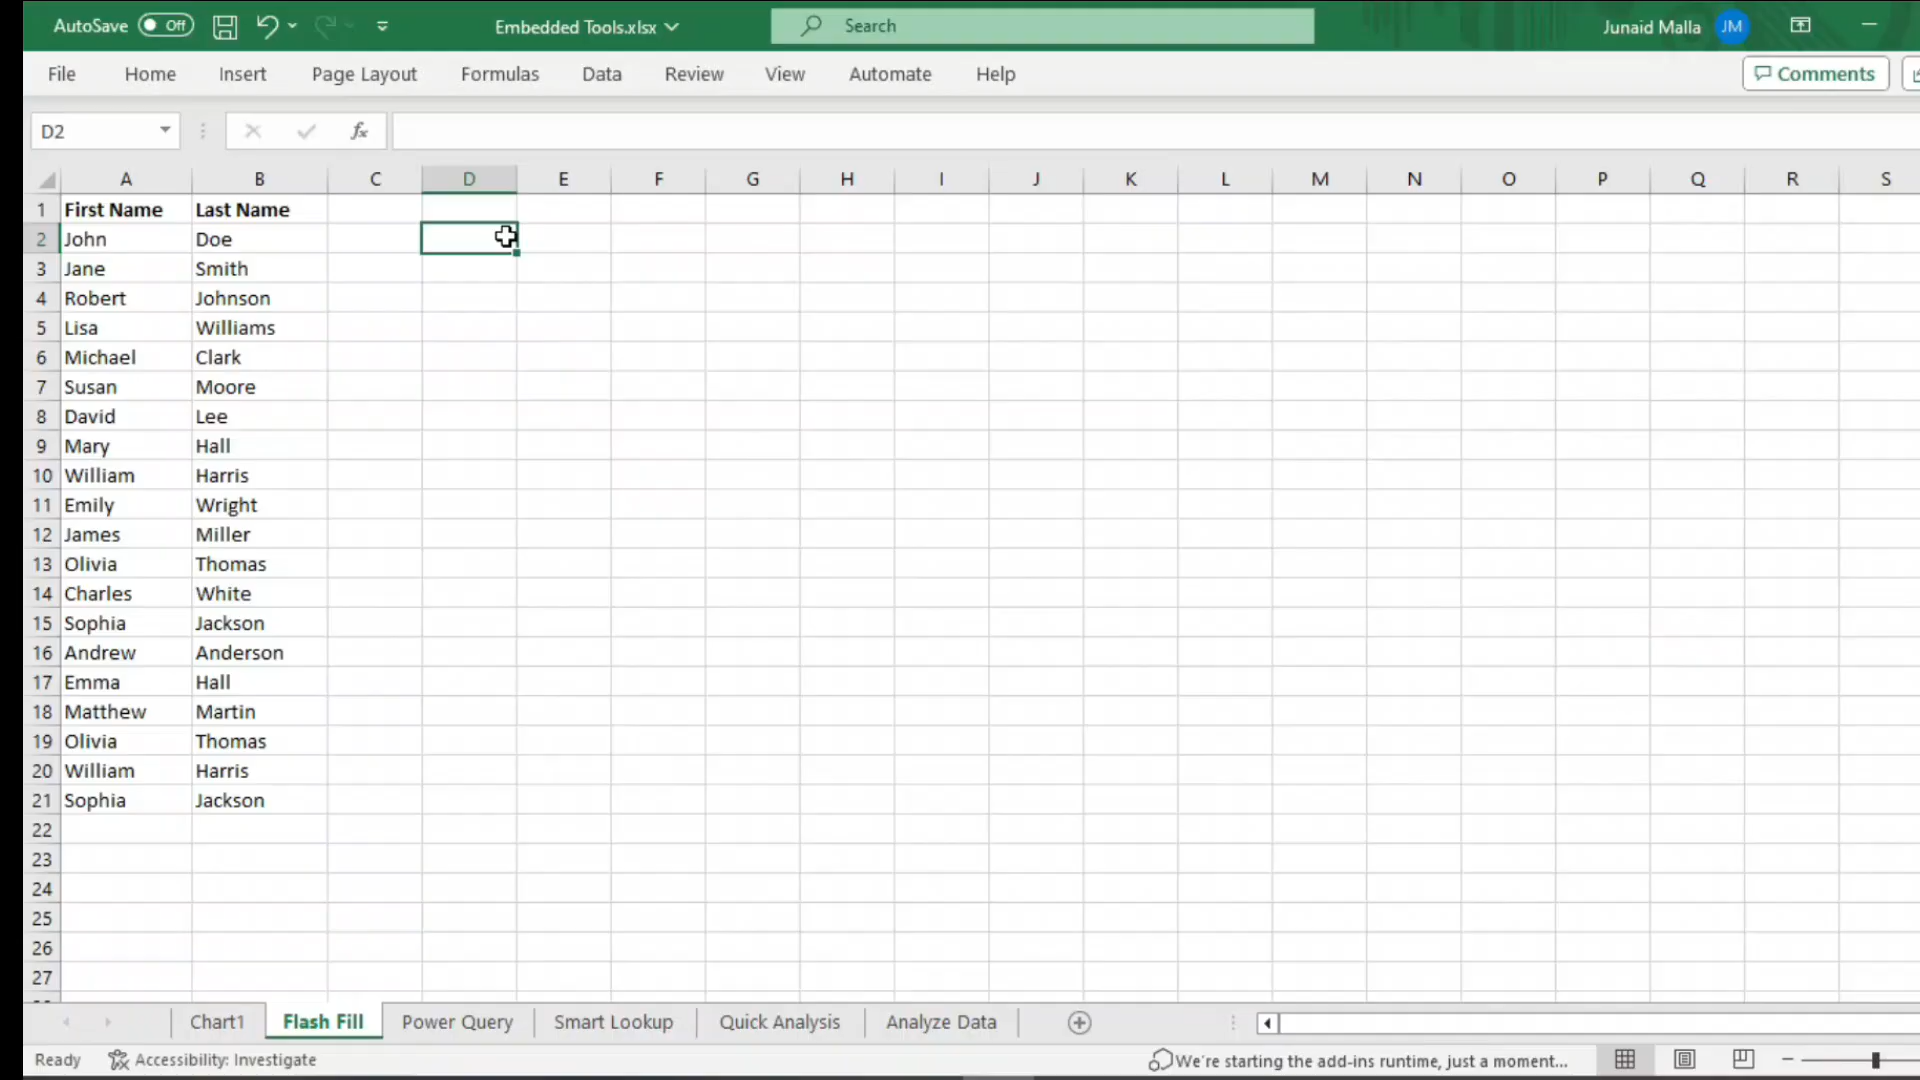 AutoSave Off Embedded Tools.xlsx Search Junaid Malla JM
File Home Insert Page Layout Formulas Data Review View Automate Help Comments
D2 fx
A B C D E F G H I J K L M N O P Q R S
1 First Name Last Name
2 John Doe
3 Jane Smith
4 Robert Johnson
5 Lisa Williams
6 Michael Clark
7 Susan Moore
8 David Lee
9 Mary Hall
10 William Harris
11 Emily Wright
12 James Miller
13 Olivia Thomas
14 Charles White
15 Sophia Jackson
16 Andrew Anderson
17 Emma Hall
18 Matthew Martin
19 Olivia Thomas
20 William Harris
21 Sophia Jackson
22
23
24
25
26
27
Chart1 Flash Fill Power Query Smart Lookup Quick Analysis Analyze Data
Ready Accessibility: Investigate We're starting the add-ins runtime, just a moment...